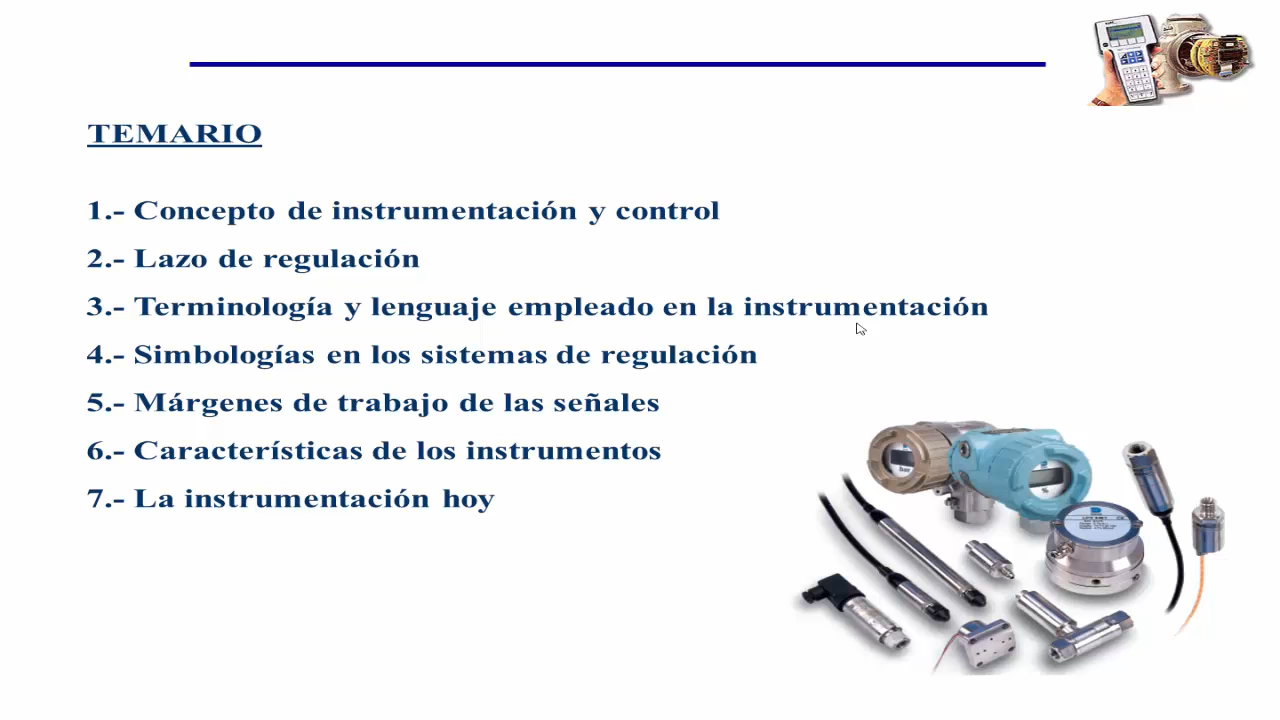 TEMARIO
1.- Concepto de instrumentación y control
2.- Lazo de regulación
3.- Terminología y lenguaje empleado en la instrumentación
4.- Simbologías en los sistemas de regulación
5.- Márgenes de trabajo de las señales
6.- Características de los instrumentos
7.- La instrumentación hoy